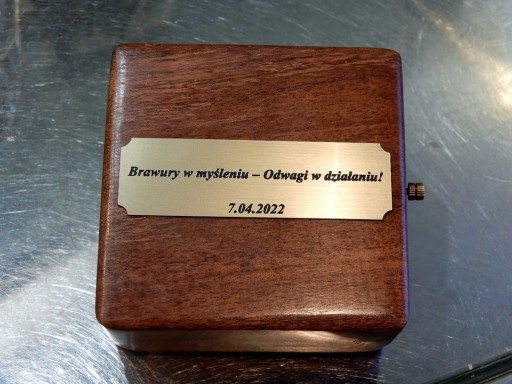 Brawury w myśleniu – Odwagi w działaniu!
7.04.2022